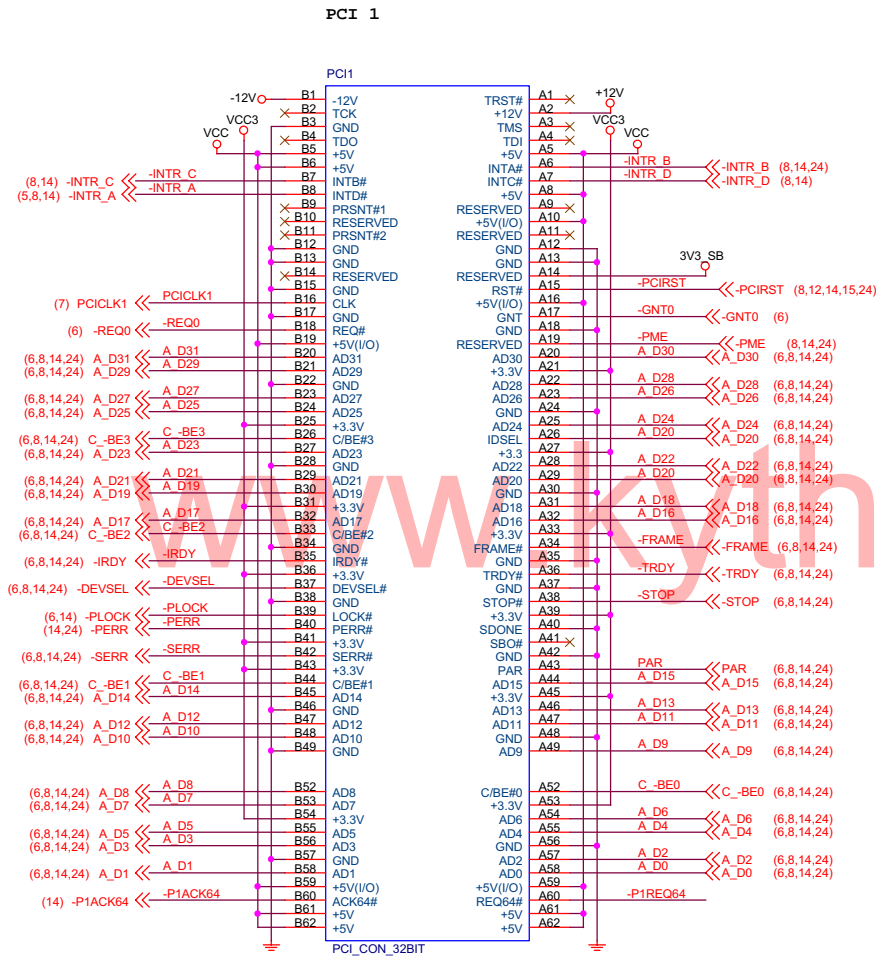 PCI 1
PCI1
-12V B1 -12V TRST# A1 +12V
B2 TCK +12V A2
VCC3 B3 GND TMS A3 VCC3
VCC B4 TDO TDI A4 VCC
B5 +5V +5V A5
B6 +5V INTA# A6 -INTR_B -INTR_B (8,14,24)
(8,14) -INTR_C -INTR_C B7 INTB# INTC# A7 -INTR_D -INTR_D (8,14)
(5,8,14) -INTR_A -INTR_A B8 INTD# +5V A8
B9 PRSNT#1 RESERVED A9
B10 RESERVED +5V(I/O) A10
B11 PRSNT#2 RESERVED A11
B12 GND GND A12
B13 GND GND A13 3V3_SB
B14 RESERVED RESERVED A14
B15 GND RST# A15 -PCIRST -PCIRST (8,12,14,15,24)
(7) PCICLK1 PCICLK1 B16 CLK +5V(I/O) A16
B17 GND GNT A17 -GNT0 -GNT0 (6)
(6) -REQ0 -REQ0 B18 REQ# GND A18
B19 +5V(I/O) RESERVED A19 -PME -PME (8,14,24)
(6,8,14,24) A_D31 A_D31 B20 AD31 AD30 A20 A_D30 A_D30 (6,8,14,24)
(6,8,14,24) A_D29 A_D29 B21 AD29 +3.3V A21
B22 GND AD28 A22 A_D28 A_D28 (6,8,14,24)
(6,8,14,24) A_D27 A_D27 B23 AD27 AD26 A23 A_D26 A_D26 (6,8,14,24)
(6,8,14,24) A_D25 A_D25 B24 AD25 GND A24
B25 +3.3V AD24 A25 A_D24 A_D24 (6,8,14,24)
(6,8,14,24) C_-BE3 C_-BE3 B26 C/BE#3 IDSEL A26 A_D20 A_D20 (6,8,14,24)
(6,8,14,24) A_D23 A_D23 B27 AD23 +3.3 A27
B28 GND AD22 A28 A_D22 A_D22 (6,8,14,24)
(6,8,14,24) A_D21 A_D21 B29 AD21 AD20 A29 A_D20 A_D20 (6,8,14,24)
(6,8,14,24) A_D19 A_D19 B30 AD19 GND A30
B31 +3.3V AD18 A31 A_D18 A_D18 (6,8,14,24)
(6,8,14,24) A_D17 A_D17 B32 AD17 AD16 A32 A_D16 A_D16 (6,8,14,24)
(6,8,14,24) C_-BE2 C_-BE2 B33 C/BE#2 +3.3V A33
B34 GND FRAME# A34 -FRAME -FRAME (6,8,14,24)
(6,8,14,24) -IRDY -IRDY B35 IRDY# GND A35
B36 +3.3V TRDY# A36 -TRDY -TRDY (6,8,14,24)
(6,8,14,24) -DEVSEL -DEVSEL B37 DEVSEL# GND A37
B38 GND STOP# A38 -STOP -STOP (6,8,14,24)
(6,14) -PLOCK -PLOCK B39 LOCK# +3.3V A39
(14,24) -PERR -PERR B40 PERR# SDONE A40
B41 +3.3V SBO# A41
(6,8,14,24) -SERR -SERR B42 SERR# GND A42
B43 +3.3V PAR A43 PAR PAR (6,8,14,24)
(6,8,14,24) C_-BE1 C_-BE1 B44 C/BE#1 AD15 A44 A_D15 A_D15 (6,8,14,24)
(6,8,14,24) A_D14 A_D14 B45 AD14 +3.3V A45
B46 GND AD13 A46 A_D13 A_D13 (6,8,14,24)
(6,8,14,24) A_D12 A_D12 B47 AD12 AD11 A47 A_D11 A_D11 (6,8,14,24)
(6,8,14,24) A_D10 A_D10 B48 AD10 GND A48
B49 GND AD9 A49 A_D9 A_D9 (6,8,14,24)
(6,8,14,24) A_D8 A_D8 B52 AD8 C/BE#0 A52 C_-BE0 C_-BE0 (6,8,14,24)
(6,8,14,24) A_D7 A_D7 B53 AD7 +3.3V A53
B54 +3.3V AD6 A54 A_D6 A_D6 (6,8,14,24)
(6,8,14,24) A_D5 A_D5 B55 AD5 AD4 A55 A_D4 A_D4 (6,8,14,24)
(6,8,14,24) A_D3 A_D3 B56 AD3 GND A56
B57 GND AD2 A57 A_D2 A_D2 (6,8,14,24)
(6,8,14,24) A_D1 A_D1 B58 AD1 AD0 A58 A_D0 A_D0 (6,8,14,24)
B59 +5V(I/O) +5V(I/O) A59
(14) -P1ACK64 -P1ACK64 B60 ACK64# REQ64# A60 -P1REQ64
B61 +5V +5V A61
B62 +5V +5V A62
PCI_CON_32BIT
www.kyth